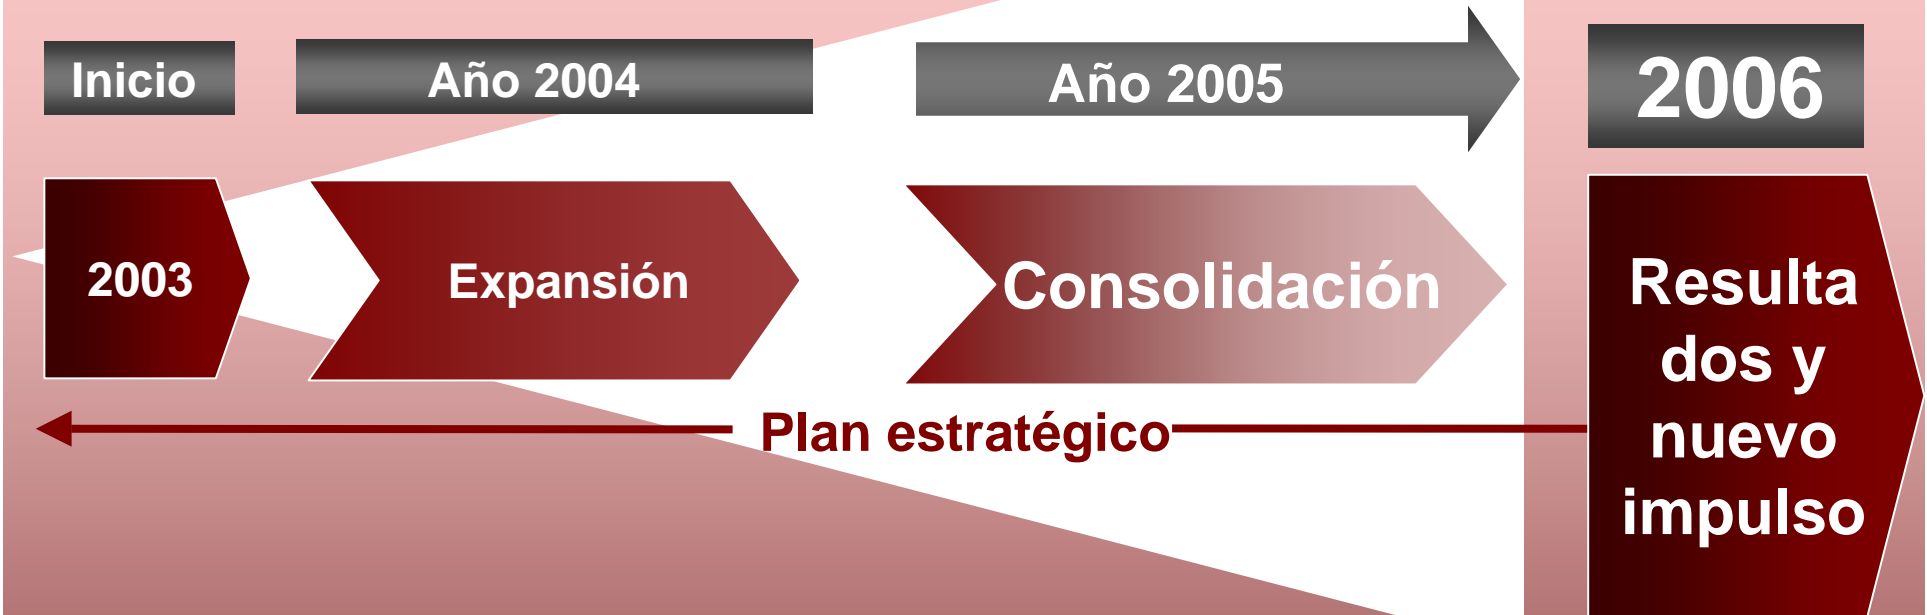 Inicio
Año 2004
Año 2005
2006
2003
Expansión
Consolidación
Resulta
dos y
nuevo
impulso
Plan estratégico